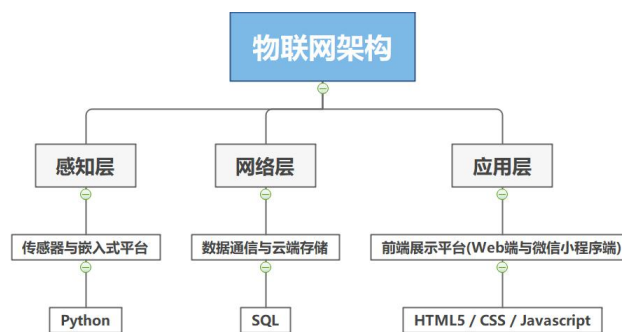 物联网架构
感知层
网络层
应用层
传感器与嵌入式平台
数据通信与云端存储
前端展示平台(Web端与微信小程序端)
Python
SQL
HTML5 / CSS / Javascript